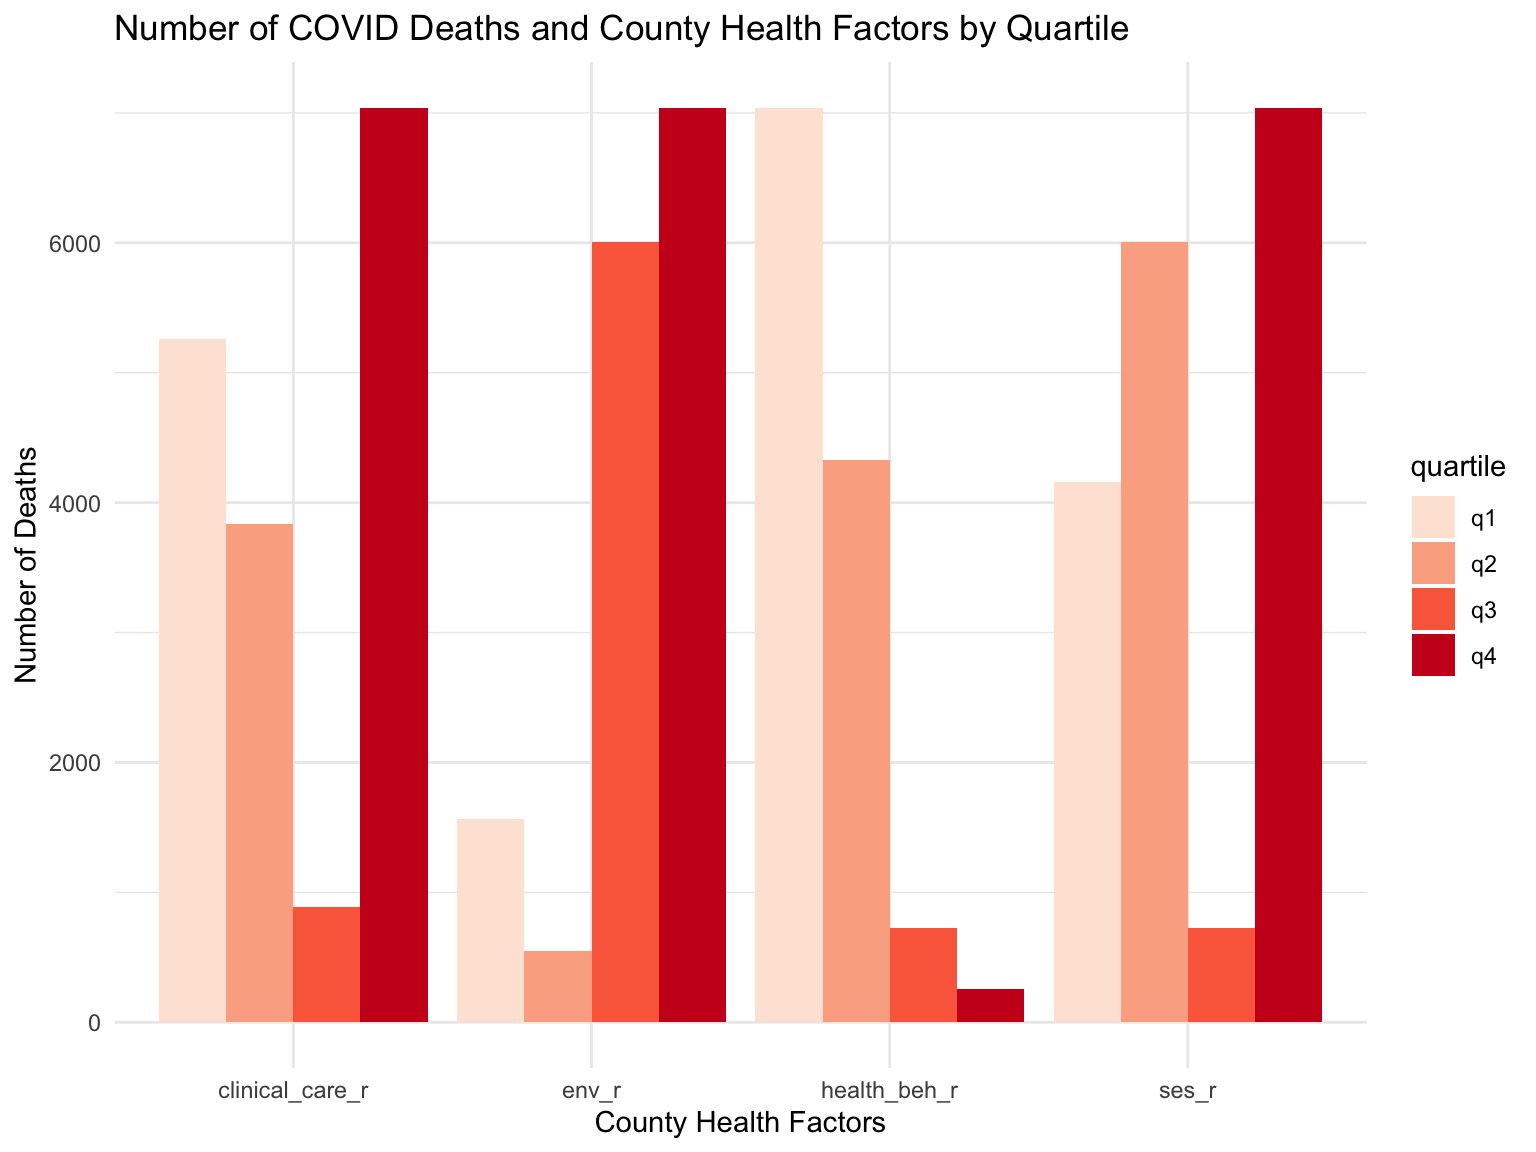 Number of COVID Deaths and County Health Factors by Quartile
Number of Deaths
6000
4000
2000
0
clinical_care_r
env_r
health_beh_r
ses_r
County Health Factors
quartile
q1
q2
q3
q4